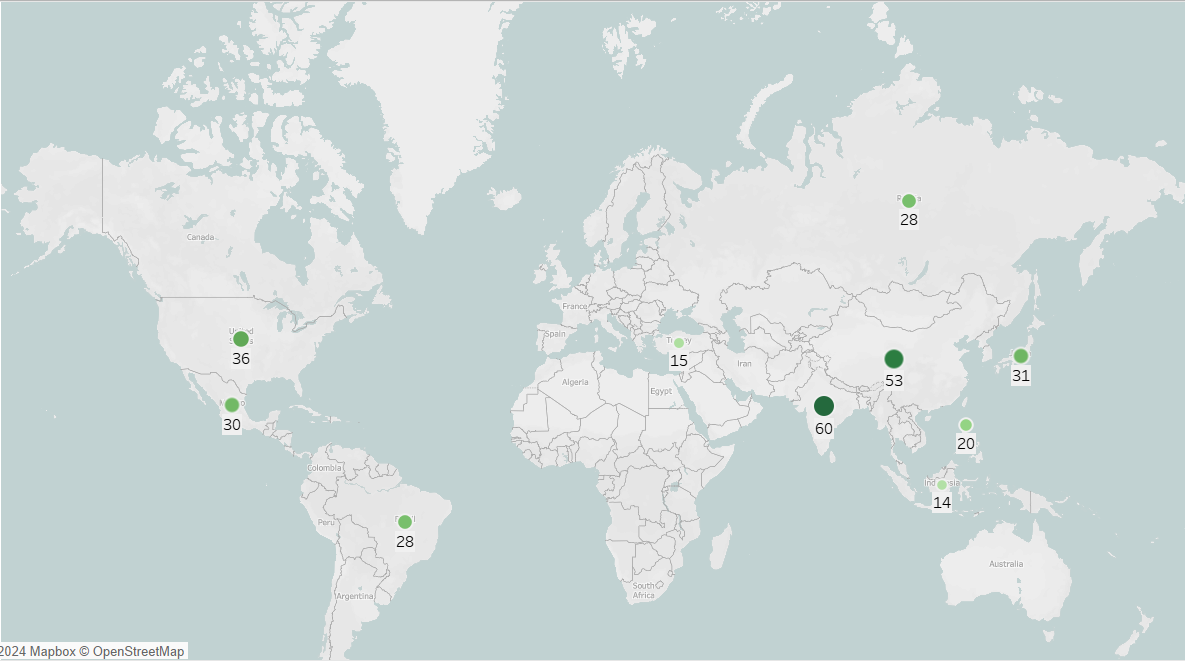 Canada
28
France
36
Spain
15
Iran
53
31
Algeria
Egypt
30
60
20
Colombia
14
Peru
28
Australia
South
Africa
Argentina
2024 Mapbox © OpenStreetMap